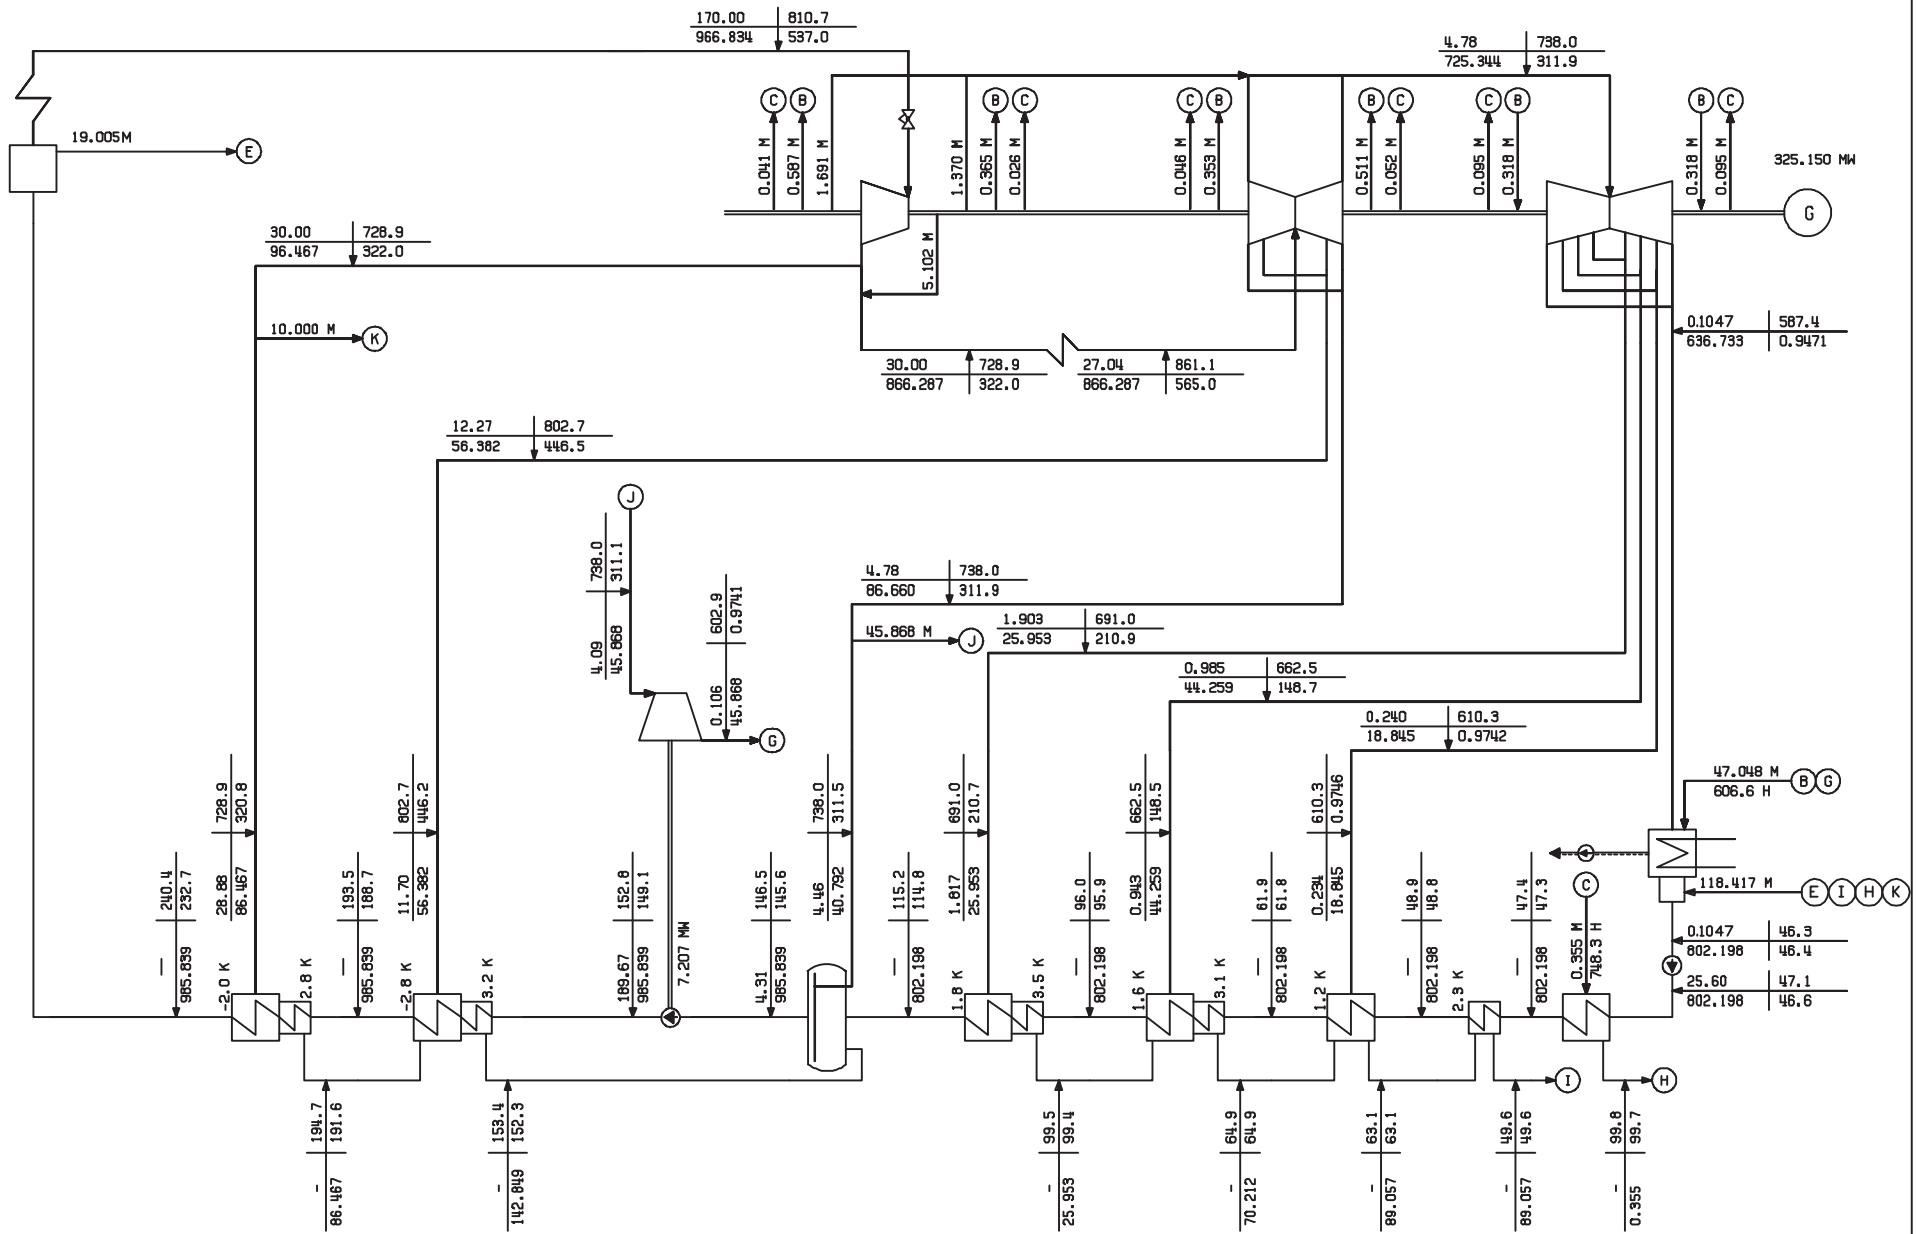 170.00 810.7
966.834 537.0
4.78 738.0
725.344 311.9
C B
B C
C B
B C
C B
B C
19.005M
E
0.041 M
0.587 M
1.691 M
1.370 M
0.365 M
0.026 M
0.046 M
0.353 M
0.511 M
0.052 M
0.095 M
0.318 M
0.318 M
0.095 M
325.150 MW
G
30.00 728.9
96.467 322.0
5.102 M
10.000 M
K
0.1047 587.4
636.733 0.9471
30.00 728.9
866.287 322.0
27.04 861.1
866.287 565.0
12.27 802.7
56.382 446.5
J
4.09 738.0
45.868 311.1
0.106 602.9
45.868 0.9741
G
7.207 MW
4.78 738.0
86.660 311.9
45.868 M
J
1.903 691.0
25.953 210.9
0.985 662.5
44.259 148.7
0.240 610.3
18.845 0.9742
47.048 M
606.6 H
B G
118.417 M
E I H K
0.1047 46.3
802.198 46.4
25.60 47.1
802.198 46.6
C
0.355 M
748.3 H
— 240.4
985.839 232.7
28.88 728.9
86.467 320.8
-2.0 K
2.8 K
— 193.5
985.839 188.7
11.70 802.7
56.382 446.2
-2.8 K
3.2 K
189.67 152.8
985.839 149.1
4.31 146.5
985.839 145.6
4.46 738.0
40.792 311.5
— 115.2
802.198 114.8
1.817 691.0
25.953 210.7
1.8 K
3.5 K
— 96.0
802.198 95.9
0.943 662.5
44.259 148.5
1.6 K
3.1 K
— 61.9
802.198 61.8
0.234 610.3
18.845 0.9746
1.2 K
— 48.9
802.198 48.8
2.3 K
— 47.4
802.198 47.3
I
H
- 194.7
86.467 191.6
- 153.4
142.849 152.3
- 99.5
25.953 99.4
- 64.9
70.212 64.9
- 63.1
89.057 63.1
- 49.6
89.057 49.6
- 99.8
0.355 99.7